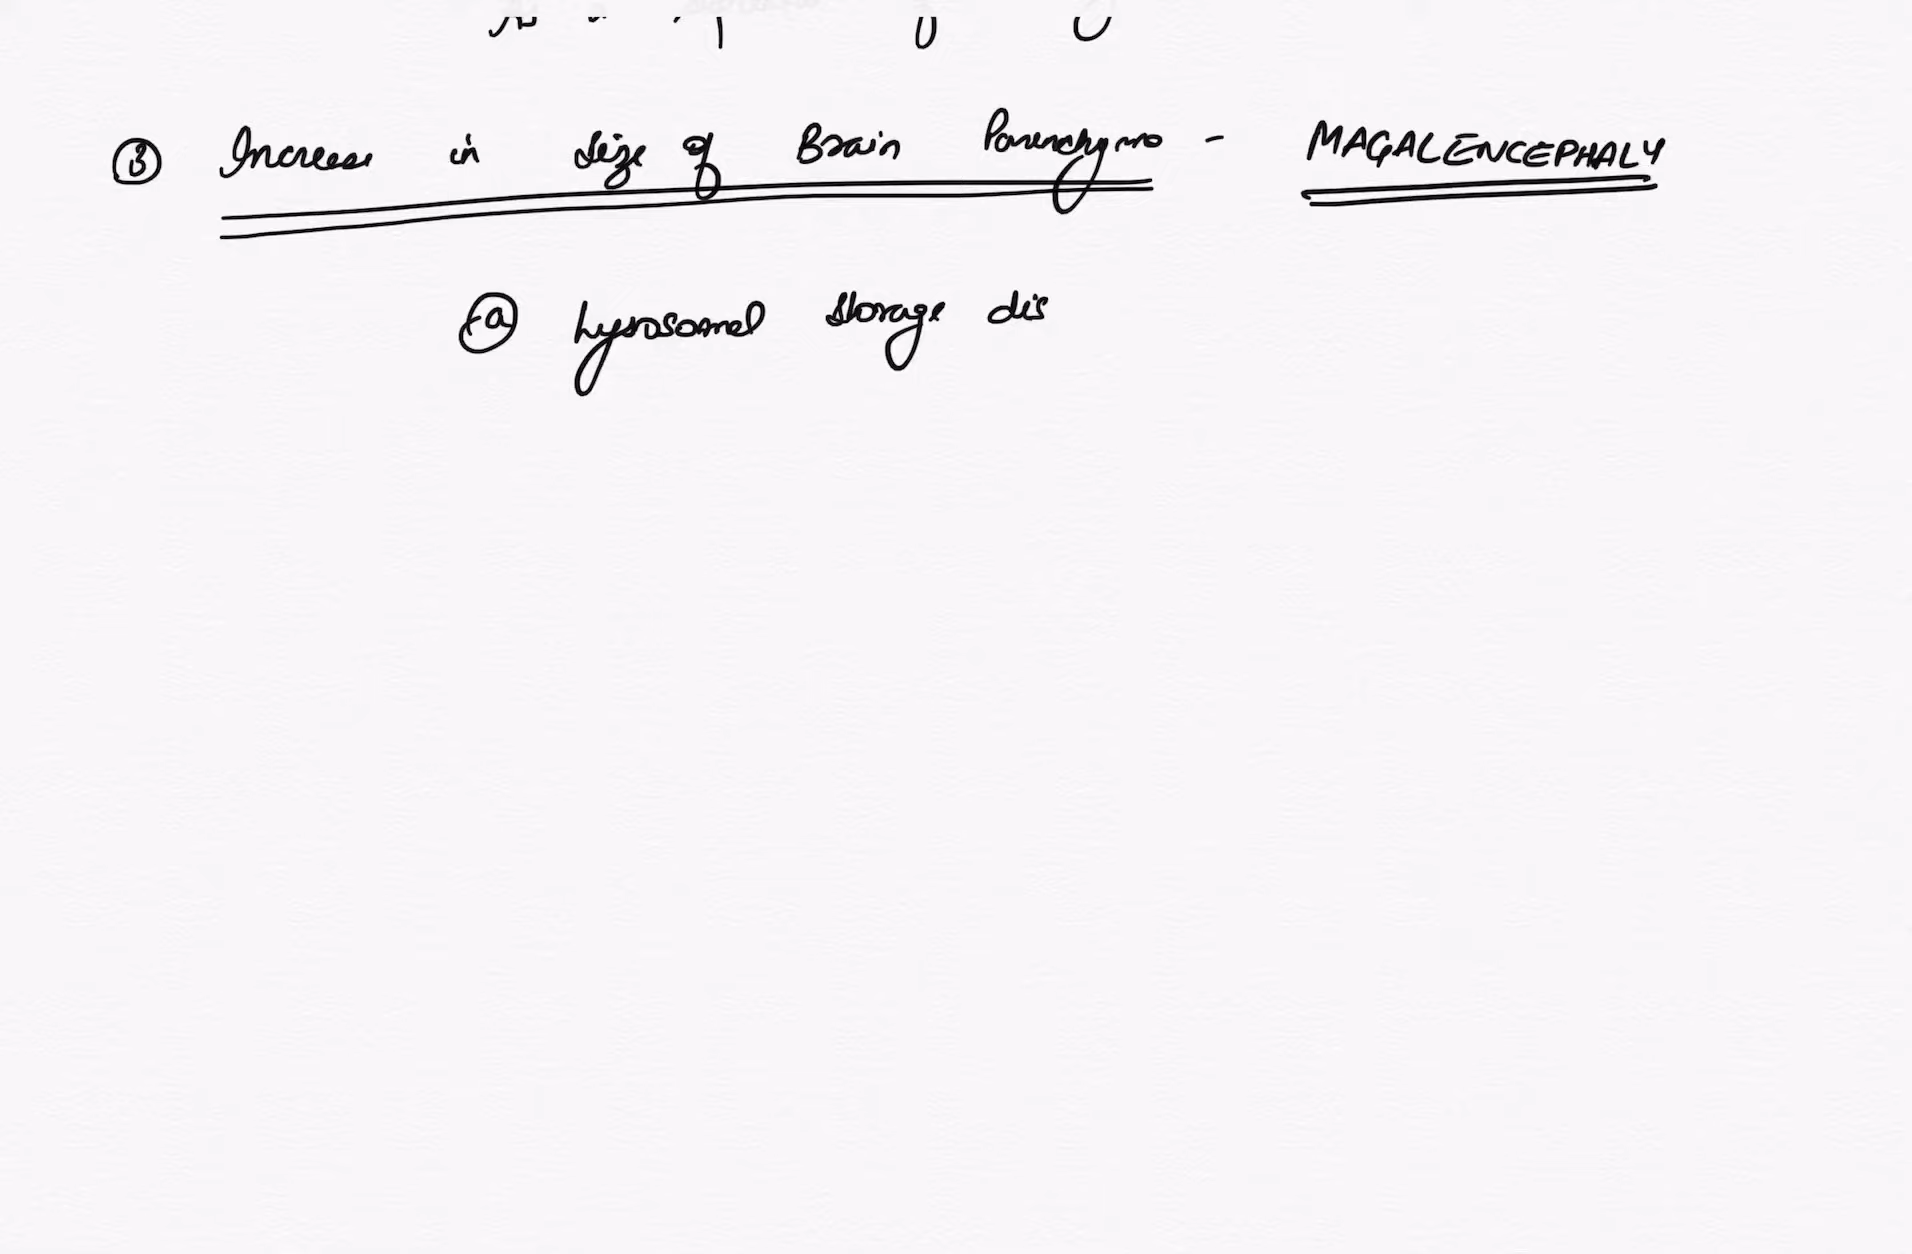 ③ Increase in size of Brain Parenchyma - MAGALENCEPHALY
ⓐ Lysosomal storage dis